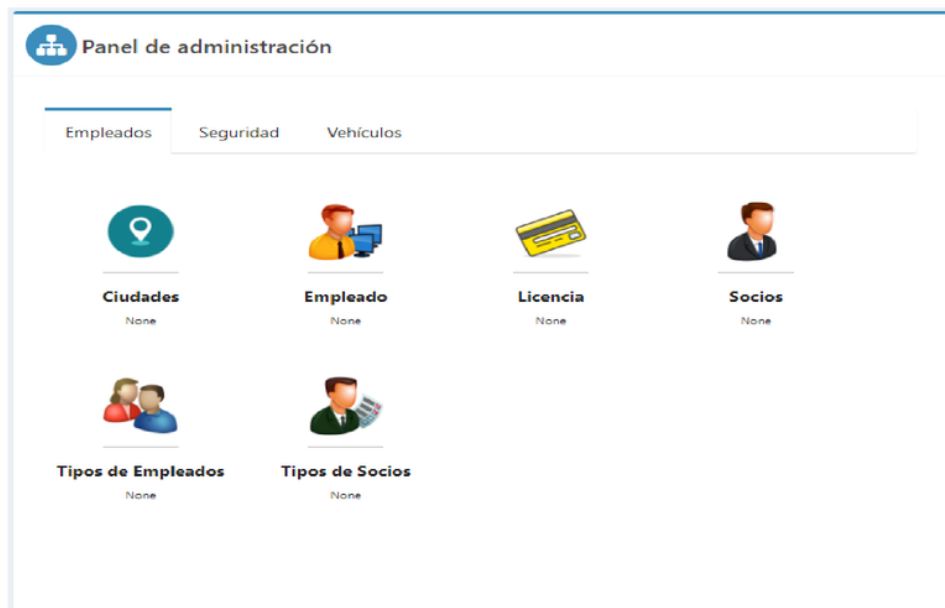 Panel de administración
Empleados Seguridad Vehículos
Ciudades Empleado Licencia Socios
None None None None
Tipos de Empleados Tipos de Socios
None None